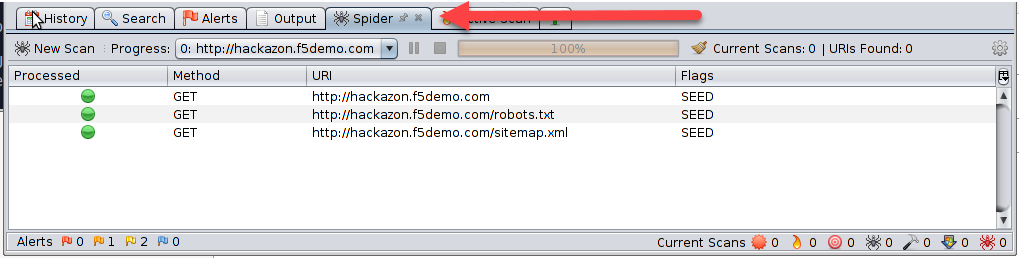 History Search Alerts Output Spider Active Scan
New Scan Progress: 0: http://hackazon.f5demo.com 100% Current Scans: 0 | URIs Found: 0
Processed Method URI Flags
GET http://hackazon.f5demo.com SEED
GET http://hackazon.f5demo.com/robots.txt SEED
GET http://hackazon.f5demo.com/sitemap.xml SEED
Alerts 0 1 2 0 Current Scans 0 0 0 0 0 0 0